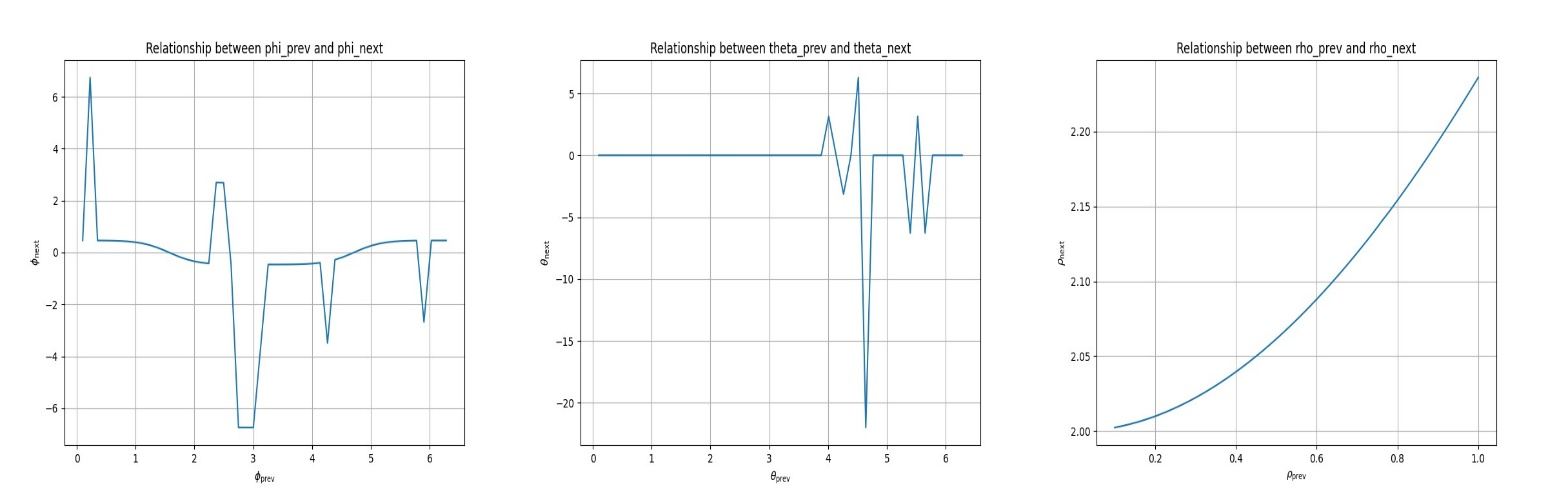 Relationship between phi_prev and phi_next
6
4
2
0
−2
−4
−6
ϕnext
0 1 2 3 4 5 6
ϕprev
Relationship between theta_prev and theta_next
5
0
−5
−10
−15
−20
θnext
0 1 2 3 4 5 6
θprev
Relationship between rho_prev and rho_next
2.20
2.15
2.10
2.05
2.00
ρnext
0.2 0.4 0.6 0.8 1.0
ρprev